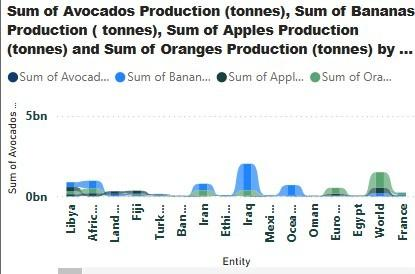 Sum of Avocados Production (tonnes), Sum of Bananas
Production ( tonnes), Sum of Apples Production
(tonnes) and Sum of Oranges Production (tonnes) by ...
Sum of Avocad... Sum of Banan... Sum of Appl... Sum of Ora...
Sum of Avocados ...
5bn
0bn
Libya
Afric...
Land...
Fiji
Turk...
Ban...
Iran
Ethi...
Iraq
Mexi...
Ocea...
Oman
Euro...
Egypt
World
France
Entity